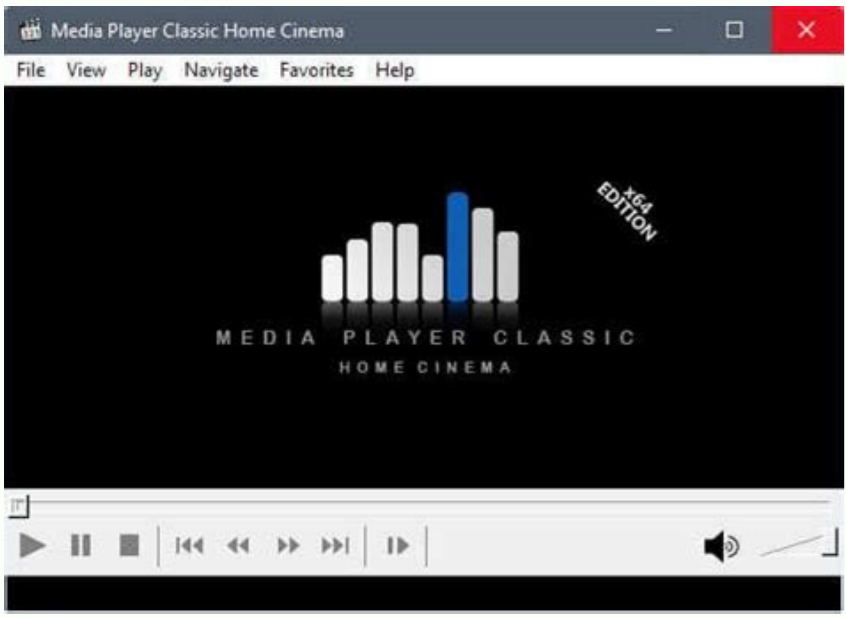 Media Player Classic Home Cinema
File View Play Navigate Favorites Help
x64
EDITION
MEDIA PLAYER CLASSIC
HOME CINEMA